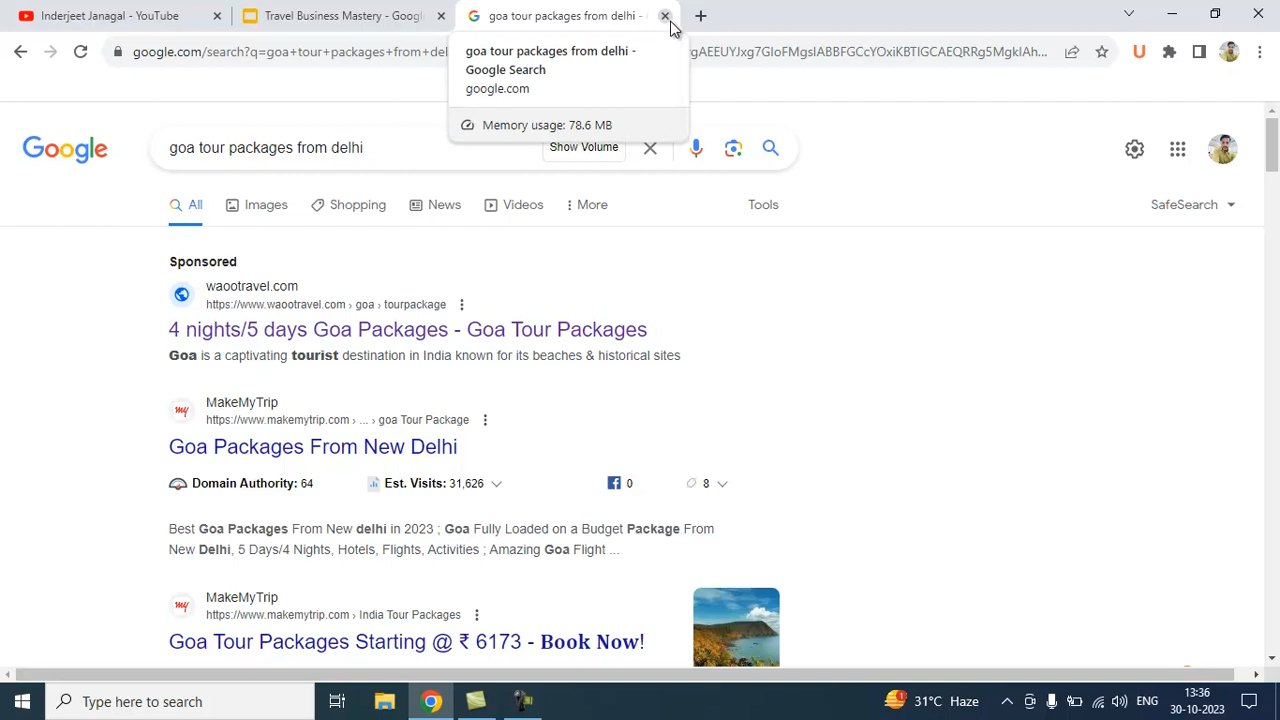 Inderjeet Janagal - YouTube
Travel Business Mastery - Googl
goa tour packages from delhi -
google.com/search?q=goa+tour+packages+from+del
goa tour packages from delhi -
Google Search
google.com
Memory usage: 78.6 MB
Google
goa tour packages from delhi
Show Volume
All
Images
Shopping
News
Videos
More
Tools
SafeSearch
Sponsored
waootravel.com
https://www.waootravel.com › goa › tourpackage
4 nights/5 days Goa Packages - Goa Tour Packages
Goa is a captivating tourist destination in India known for its beaches & historical sites
my
MakeMyTrip
https://www.makemytrip.com › ... › goa Tour Package
Goa Packages From New Delhi
Domain Authority: 64
Est. Visits: 31,626
0
8
Best Goa Packages From New delhi in 2023 ; Goa Fully Loaded on a Budget Package From
New Delhi, 5 Days/4 Nights, Hotels, Flights, Activities ; Amazing Goa Flight ...
my
MakeMyTrip
https://www.makemytrip.com › India Tour Packages
Goa Tour Packages Starting @ ₹ 6173 - Book Now!
Type here to search
31°C Haze
ENG
13:36
30-10-2023